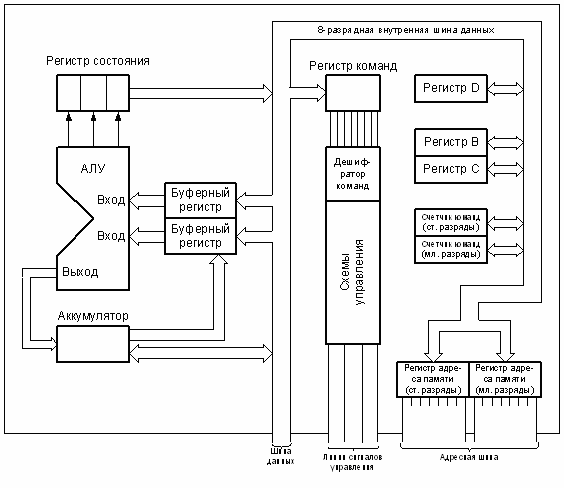 8-разрядная внутренняя шина данных
Регистр состояния
Регистр команд
Регистр D
АЛУ
Регистр B
Дешиф-
ратор
команд
Регистр C
Вход
Буферный
регистр
Вход
Буферный
регистр
Счетчик команд
(ст. разряды)
Счетчик команд
(мл. разряды)
Схемы
управления
Выход
Аккумулятор
Регистр адре-
са памяти
(ст. разряды)
Регистр адре-
са памяти
(мл. разряды)
Шина
данных
Линии сигналов
управления
Адресная шина